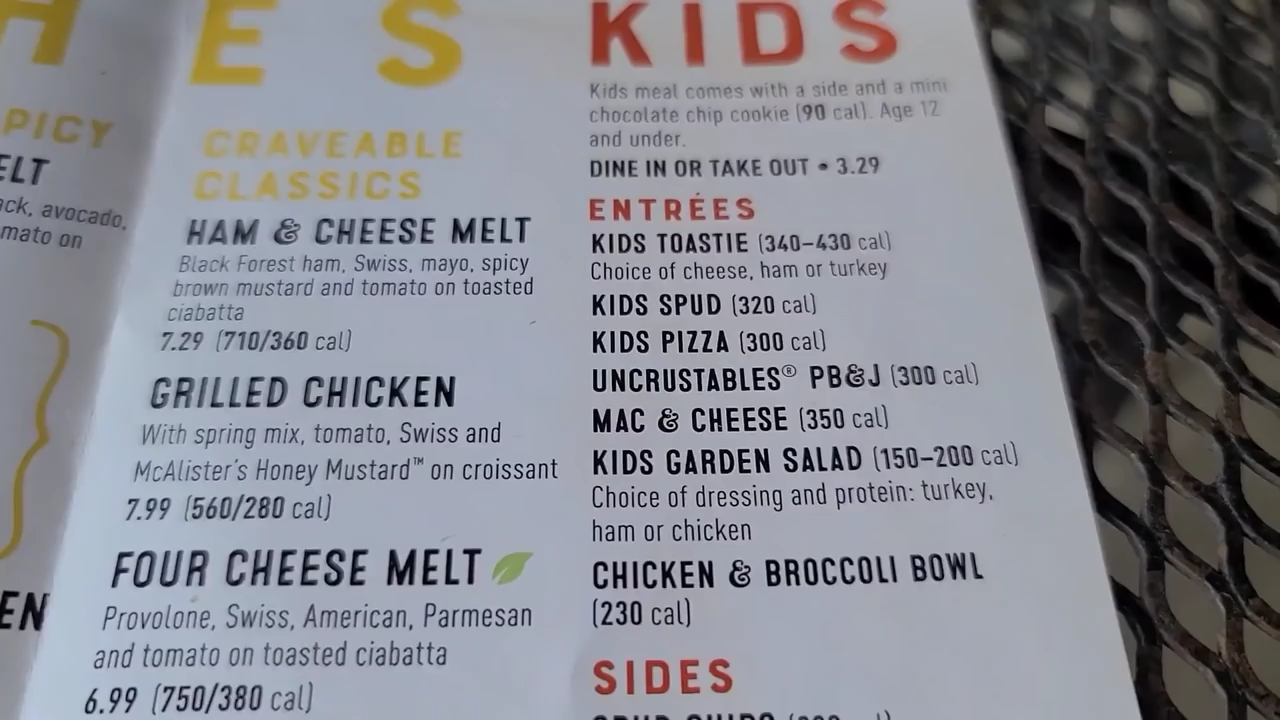 H E S
PICY
ELT
ack, avocado,
mato on
EN
CRAVEABLE
CLASSICS
HAM & CHEESE MELT
Black Forest ham, Swiss, mayo, spicy
brown mustard and tomato on toasted
ciabatta
7.29 (710/360 cal)
GRILLED CHICKEN
With spring mix, tomato, Swiss and
McAlister's Honey Mustard™ on croissant
7.99 (560/280 cal)
FOUR CHEESE MELT
Provolone, Swiss, American, Parmesan
and tomato on toasted ciabatta
6.99 (750/380 cal)
KIDS
Kids meal comes with a side and a mini
chocolate chip cookie (90 cal). Age 12
and under.
DINE IN OR TAKE OUT • 3.29
ENTRÉES
KIDS TOASTIE (340-430 cal)
Choice of cheese, ham or turkey
KIDS SPUD (320 cal)
KIDS PIZZA (300 cal)
UNCRUSTABLES® PB&J (300 cal)
MAC & CHEESE (350 cal)
KIDS GARDEN SALAD (150-200 cal)
Choice of dressing and protein: turkey,
ham or chicken
CHICKEN & BROCCOLI BOWL
(230 cal)
SIDES